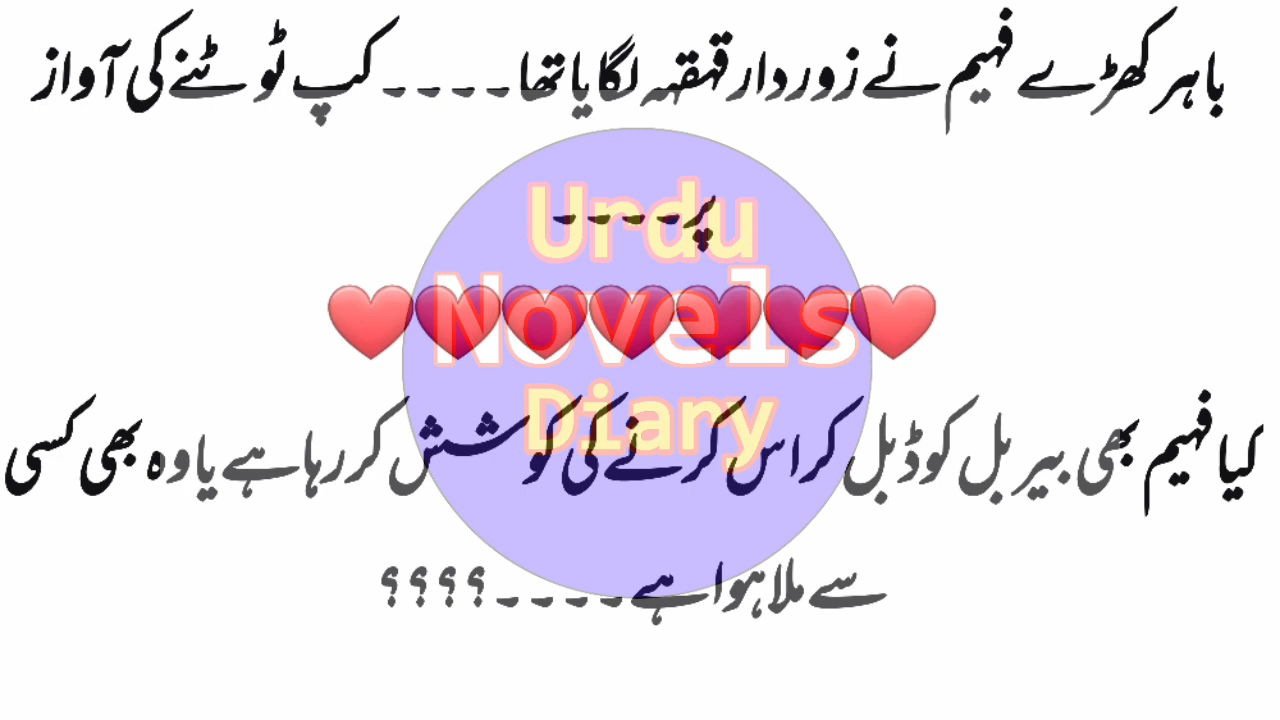 باہر کھڑے فہیم نے زوردار قہقہہ لگایا تھا۔۔۔۔ کپ ٹوٹنے کی آواز
پر۔۔۔۔
Urdu
❤❤❤❤❤❤❤
Novels
Diary
کیا فہیم بھی بیربل کو ڈبل کراس کرنے کی کوشش کر رہا ہے یا وہ بھی کسی
سے ملا ہوا ہے۔۔۔۔؟؟؟؟